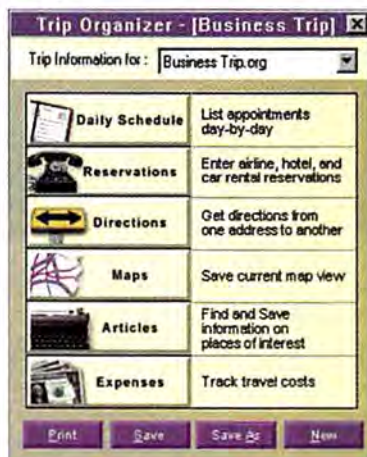 Trip Organizer - [Business Trip]
Trip Information for : Business Trip.org
Daily Schedule
List appointments
day-by-day
Reservations
Enter airline, hotel, and
car rental reservations
Directions
Get directions from
one address to another
Maps
Save current map view
Articles
Find and Save
information on
places of interest
Expenses
Track travel costs
Print Save Save As New